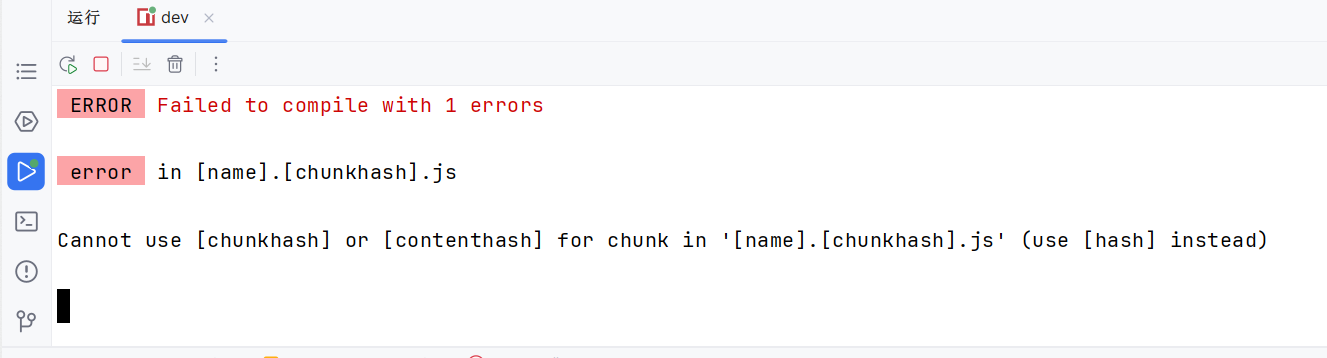 运行
dev
ERROR Failed to compile with 1 errors
error in [name].[chunkhash].js
Cannot use [chunkhash] or [contenthash] for chunk in '[name].[chunkhash].js' (use [hash] instead)